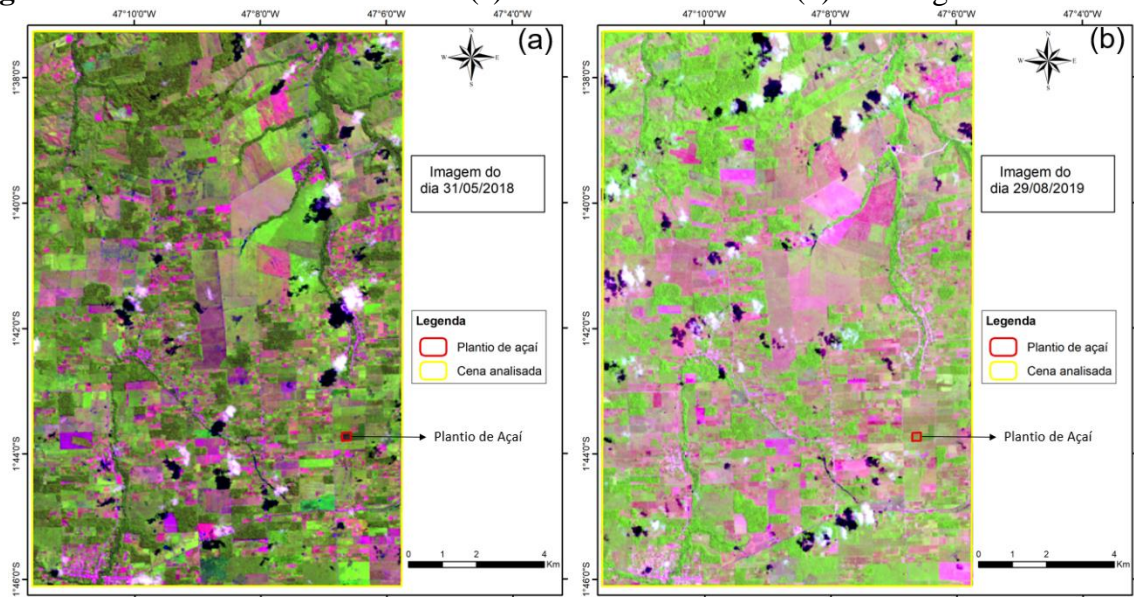 (a)
(b)
47°10'0"W 47°8'0"W 47°6'0"W 47°4'0"W
47°10'0"W 47°8'0"W 47°6'0"W 47°4'0"W
(a)
N
W E
S
1°38'0"S
1°40'0"S
1°42'0"S
1°44'0"S
1°46'0"S
Imagem do
dia 31/05/2018
Legenda
Plantio de açaí
Cena analisada
Plantio de Açaí
0 1 2 4
Km
(b)
N
W E
S
1°38'0"S
1°40'0"S
1°42'0"S
1°44'0"S
1°46'0"S
Imagem do
dia 29/08/2019
Legenda
Plantio de açaí
Cena analisada
Plantio de Açaí
0 1 2 4
Km